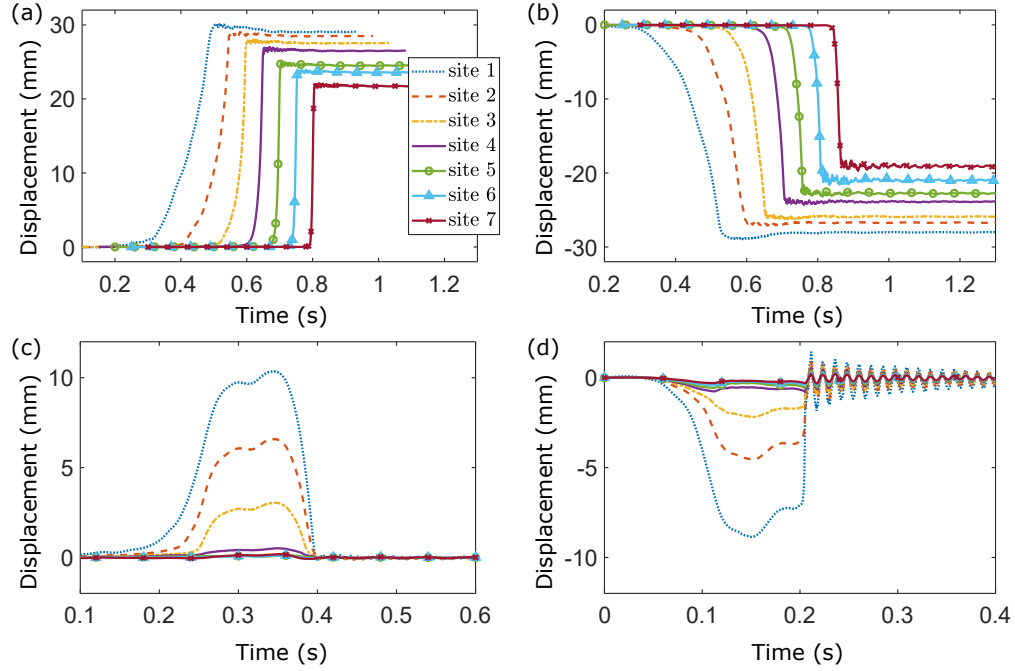 (a)
Displacement (mm)
30
20
10
0
0.2 0.4 0.6 0.8 1 1.2
Time (s)
site 1
site 2
site 3
site 4
site 5
site 6
site 7
(b)
Displacement (mm)
0
-10
-20
-30
0.2 0.4 0.6 0.8 1 1.2
Time (s)
(c)
Displacement (mm)
10
5
0
0.1 0.2 0.3 0.4 0.5 0.6
Time (s)
(d)
Displacement (mm)
0
-5
-10
0 0.1 0.2 0.3 0.4
Time (s)